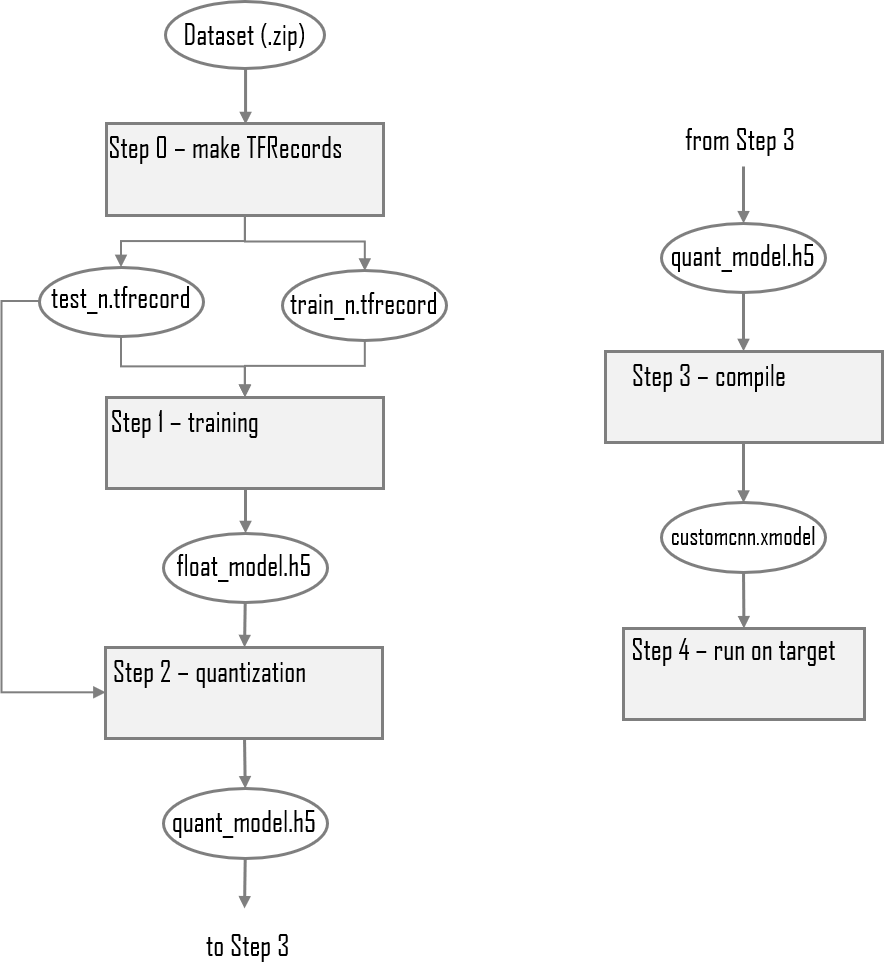 Dataset (.zip)
Step 0 – make TFRecords
test_n.tfrecord
train_n.tfrecord
Step 1 – training
float_model.h5
Step 2 – quantization
quant_model.h5
to Step 3
from Step 3
quant_model.h5
Step 3 – compile
customcnn.xmodel
Step 4 – run on target